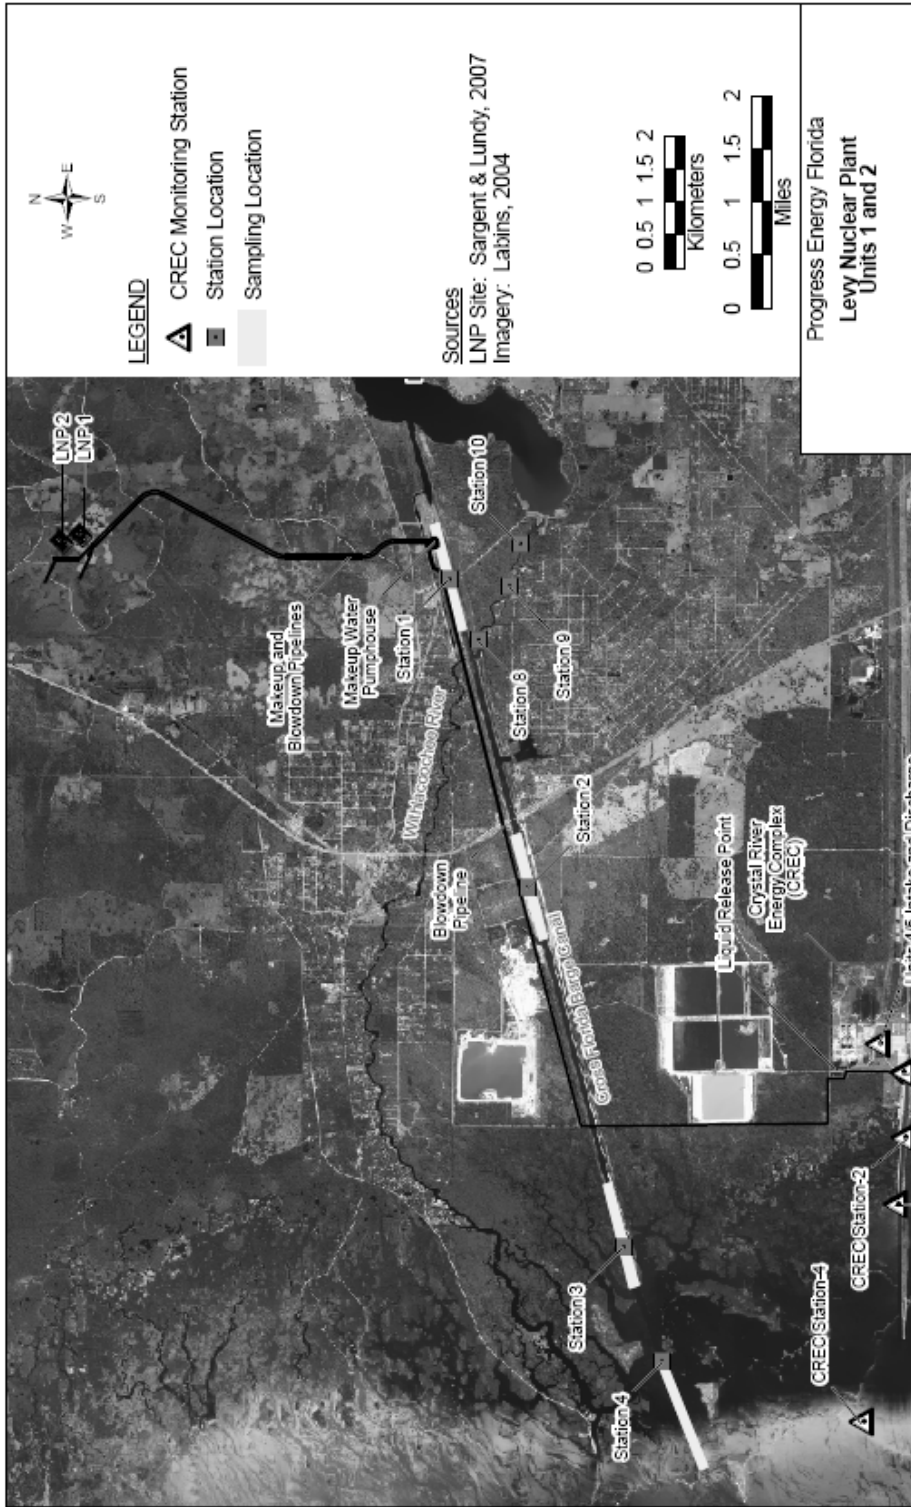 N
W
E
S
LEGEND
CREC Monitoring Station
Station Location
Sampling Location
Sources
LNP Site: Sargent & Lundy, 2007
Imagery: Labins, 2004
0 0.5 1 1.5 2
Kilometers
0 0.5 1 1.5 2
Miles
Progress Energy Florida
Levy Nuclear Plant
Units 1 and 2
LNP 2
LNP 1
Makeup and
Blowdown Pipelines
Makeup Water
Pumphouse
Station 1
Withlacoochee River
Station 10
Station 9
Station 8
Station 2
Blowdown
Pipeline
Cross Florida Barge Canal
Liquid Release Point
Crystal River
Energy Complex
(CREC)
Station 3
Station 4
CREC Station-2
CREC Station-4